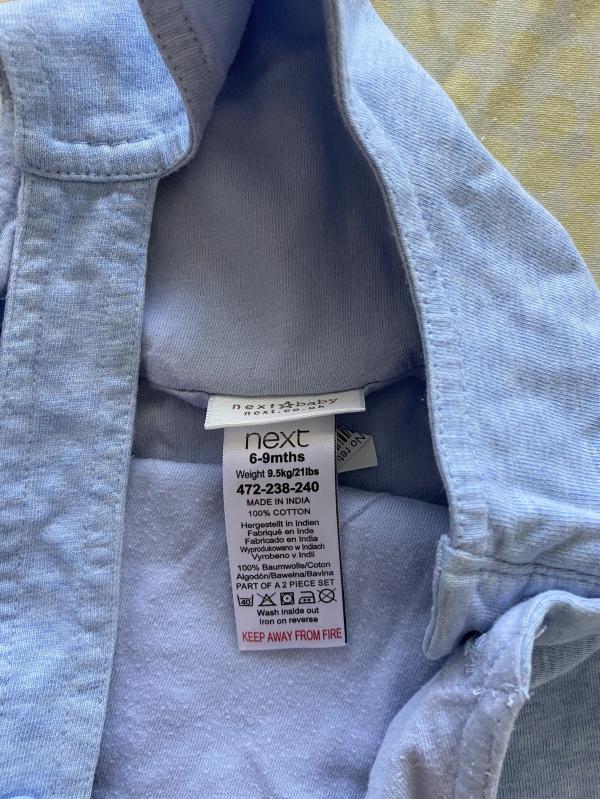 next baby
next.co.uk
next
6-9mths
Weight 9.5kg/21lbs
472-238-240
MADE IN INDIA
100% COTTON
Hergestellt in Indien
Fabriqué en Inde
Fabricado en India
Wyprodukowano w Indiach
Vyrobeno v Indii
100% Baumwolle/Coton
Algodón/Bawełna/Bavlna
PART OF A 2 PIECE SET
40
Wash inside out
Iron on reverse
KEEP AWAY FROM FIRE
No